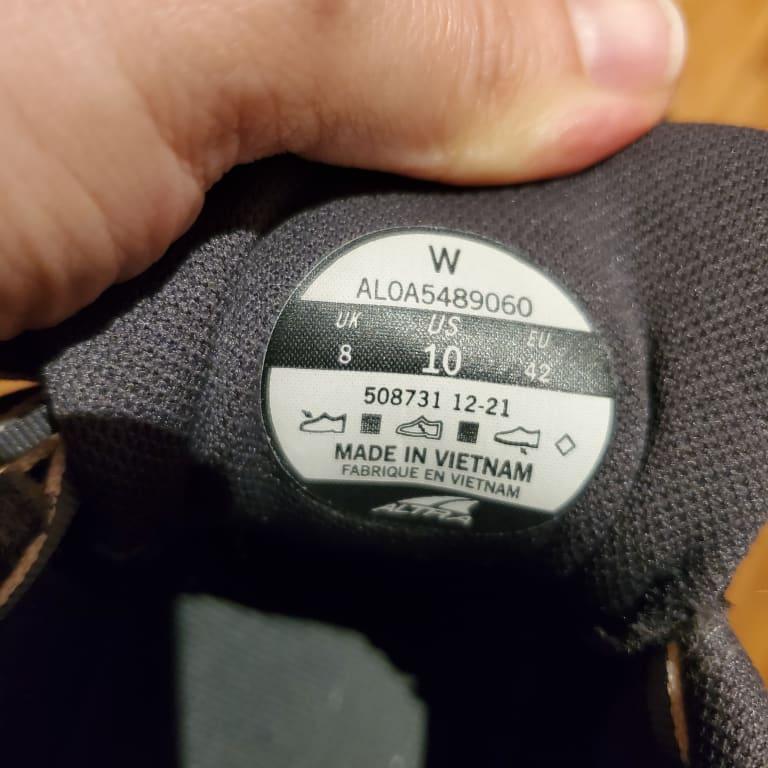 W
AL0A5489060
UK US EU
8 10 42
508731 12-21
MADE IN VIETNAM
FABRIQUE EN VIETNAM
ALTRA